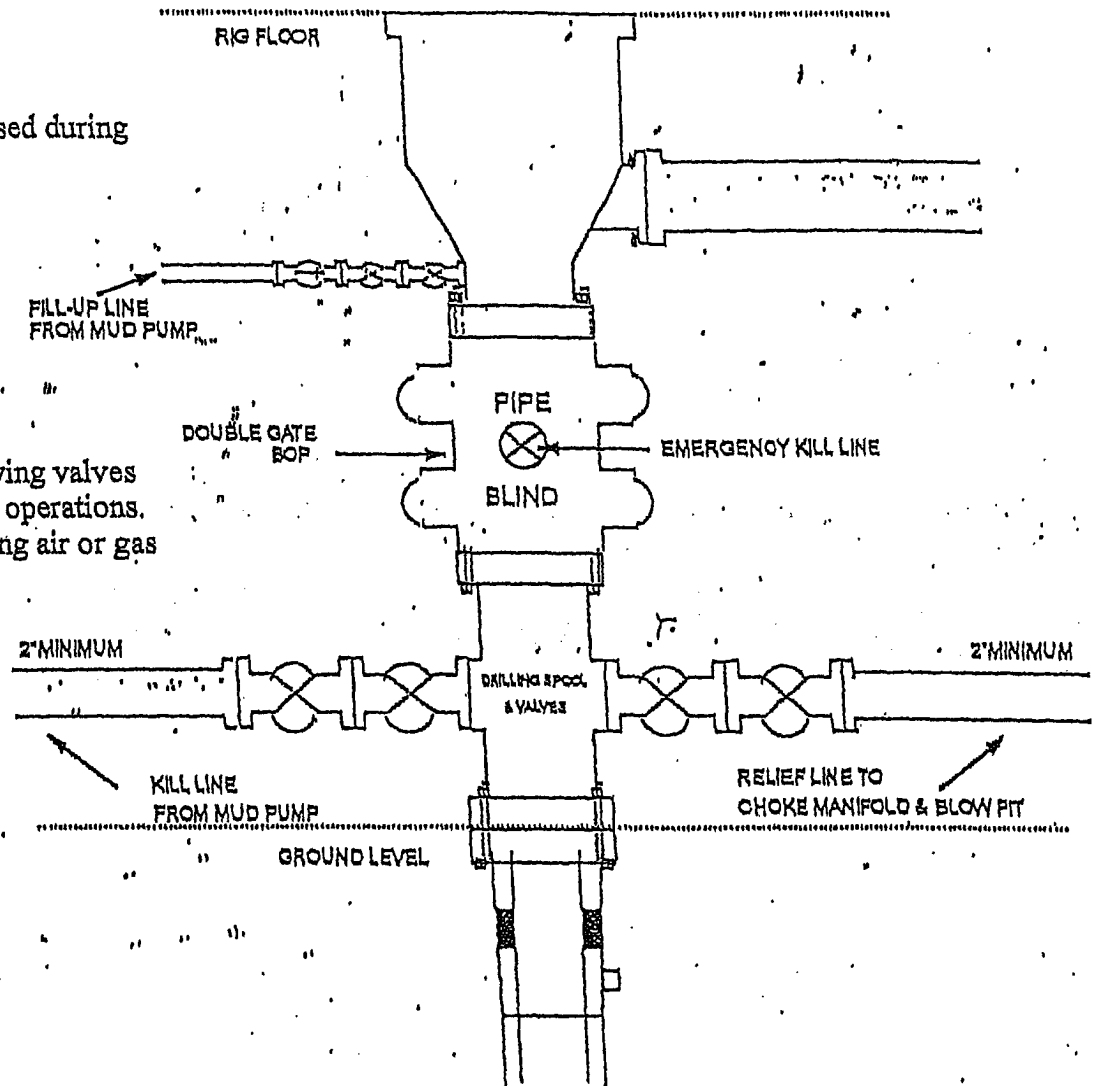 RIG FLOOR
sed during
FILL-UP LINE
FROM MUD PUMP
PIPE
DOUBLE GATE
BOP
EMERGENCY KILL LINE
BLIND
ving valves
operations.
ng air or gas
2" MINIMUM
2" MINIMUM
DRILLING SPOOL
& VALVES
KILL LINE
FROM MUD PUMP
RELIEF LINE TO
CHOKE MANIFOLD & BLOW PIT
GROUND LEVEL